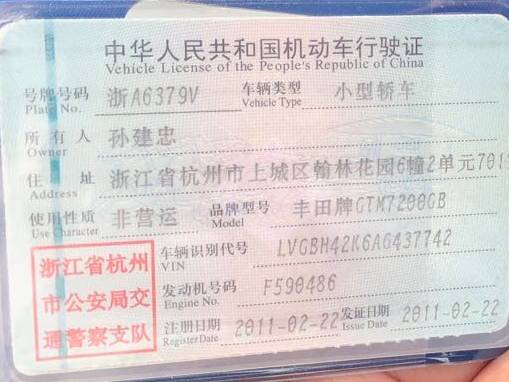 中华人民共和国机动车行驶证
Vehicle License of the People's Republic of China
号牌号码 浙A6379V 车辆类型 小型轿车
Plate No. Vehicle Type
所有人 孙建忠
Owner
住址 浙江省杭州市上城区翰林花园6幢2单元701
Address
使用性质 非营运 品牌型号 丰田牌GTM7200GB
Use Character Model
浙江省杭州
市公安局交
通警察支队
车辆识别代号 LVGBH42K6AG437742
VIN
发动机号码 F590486
Engine No.
注册日期 2011-02-22 发证日期 2011-02-22
Register Date Issue Date